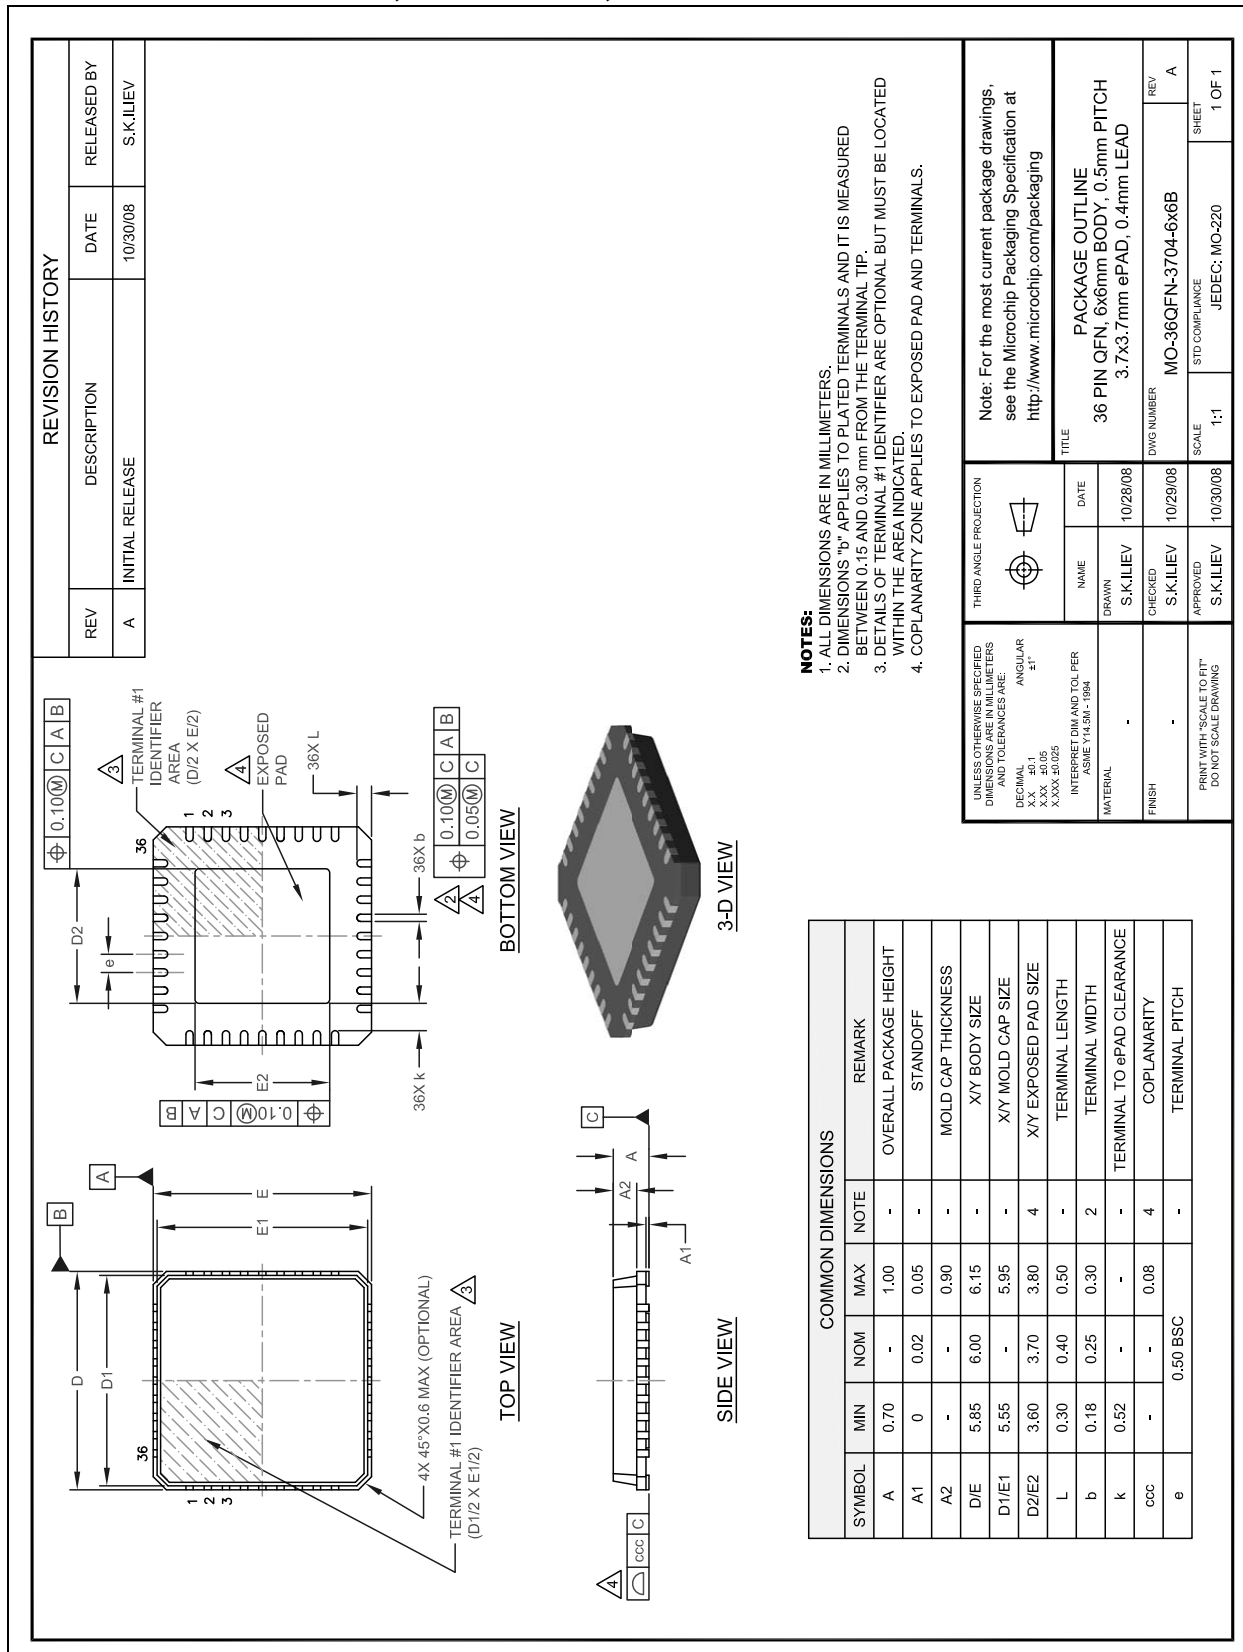 REVISION HISTORY
REV DESCRIPTION DATE RELEASED BY
A INITIAL RELEASE 10/30/08 S.K.ILIEV
D
D1
B
A
E1
E
36
1
2
3
4X 45°X0.6 MAX (OPTIONAL)
TERMINAL #1 IDENTIFIER AREA
(D1/2 X E1/2)
3
TOP VIEW
D2
e
0.10 M C A B
3
TERMINAL #1
IDENTIFIER
AREA
(D/2 X E/2)
4
EXPOSED
PAD
36X L
36
1
2
3
E2
0.10 M C A B
36X k
36X b
2
4
0.10 M C A B
0.05 M C
BOTTOM VIEW
4
ccc C
C
A
A2
A1
SIDE VIEW
3-D VIEW
COMMON DIMENSIONS
SYMBOL MIN NOM MAX NOTE REMARK
A 0.70 - 1.00 - OVERALL PACKAGE HEIGHT
A1 0 0.02 0.05 - STANDOFF
A2 - - 0.90 - MOLD CAP THICKNESS
D/E 5.85 6.00 6.15 - X/Y BODY SIZE
D1/E1 5.55 - 5.95 - X/Y MOLD CAP SIZE
D2/E2 3.60 3.70 3.80 4 X/Y EXPOSED PAD SIZE
L 0.30 0.40 0.50 - TERMINAL LENGTH
b 0.18 0.25 0.30 2 TERMINAL WIDTH
k 0.52 - - - TERMINAL TO ePAD CLEARANCE
ccc - - 0.08 4 COPLANARITY
e 0.50 BSC - TERMINAL PITCH
NOTES:
1. ALL DIMENSIONS ARE IN MILLIMETERS.
2. DIMENSIONS "b" APPLIES TO PLATED TERMINALS AND IT IS MEASURED
BETWEEN 0.15 AND 0.30 mm FROM THE TERMINAL TIP.
3. DETAILS OF TERMINAL #1 IDENTIFIER ARE OPTIONAL BUT MUST BE LOCATED
WITHIN THE AREA INDICATED.
4. COPLANARITY ZONE APPLIES TO EXPOSED PAD AND TERMINALS.
UNLESS OTHERWISE SPECIFIED
DIMENSIONS ARE IN MILLIMETERS
AND TOLERANCES ARE:
DECIMAL ANGULAR
X.X ±0.1 ±1°
X.XX ±0.05
X.XXX ±0.025
INTERPRET DIM AND TOL PER
ASME Y14.5M - 1994
MATERIAL
-
FINISH
-
PRINT WITH "SCALE TO FIT"
DO NOT SCALE DRAWING
THIRD ANGLE PROJECTION
NAME DATE
DRAWN
S.K.ILIEV 10/28/08
CHECKED
S.K.ILIEV 10/29/08
APPROVED
S.K.ILIEV 10/30/08
Note: For the most current package drawings,
see the Microchip Packaging Specification at
http://www.microchip.com/packaging
TITLE
PACKAGE OUTLINE
36 PIN QFN, 6x6mm BODY, 0.5mm PITCH
3.7x3.7mm ePAD, 0.4mm LEAD
DWG NUMBER
MO-36QFN-3704-6x6B
REV
A
SCALE
1:1
STD COMPLIANCE
JEDEC: MO-220
SHEET
1 OF 1